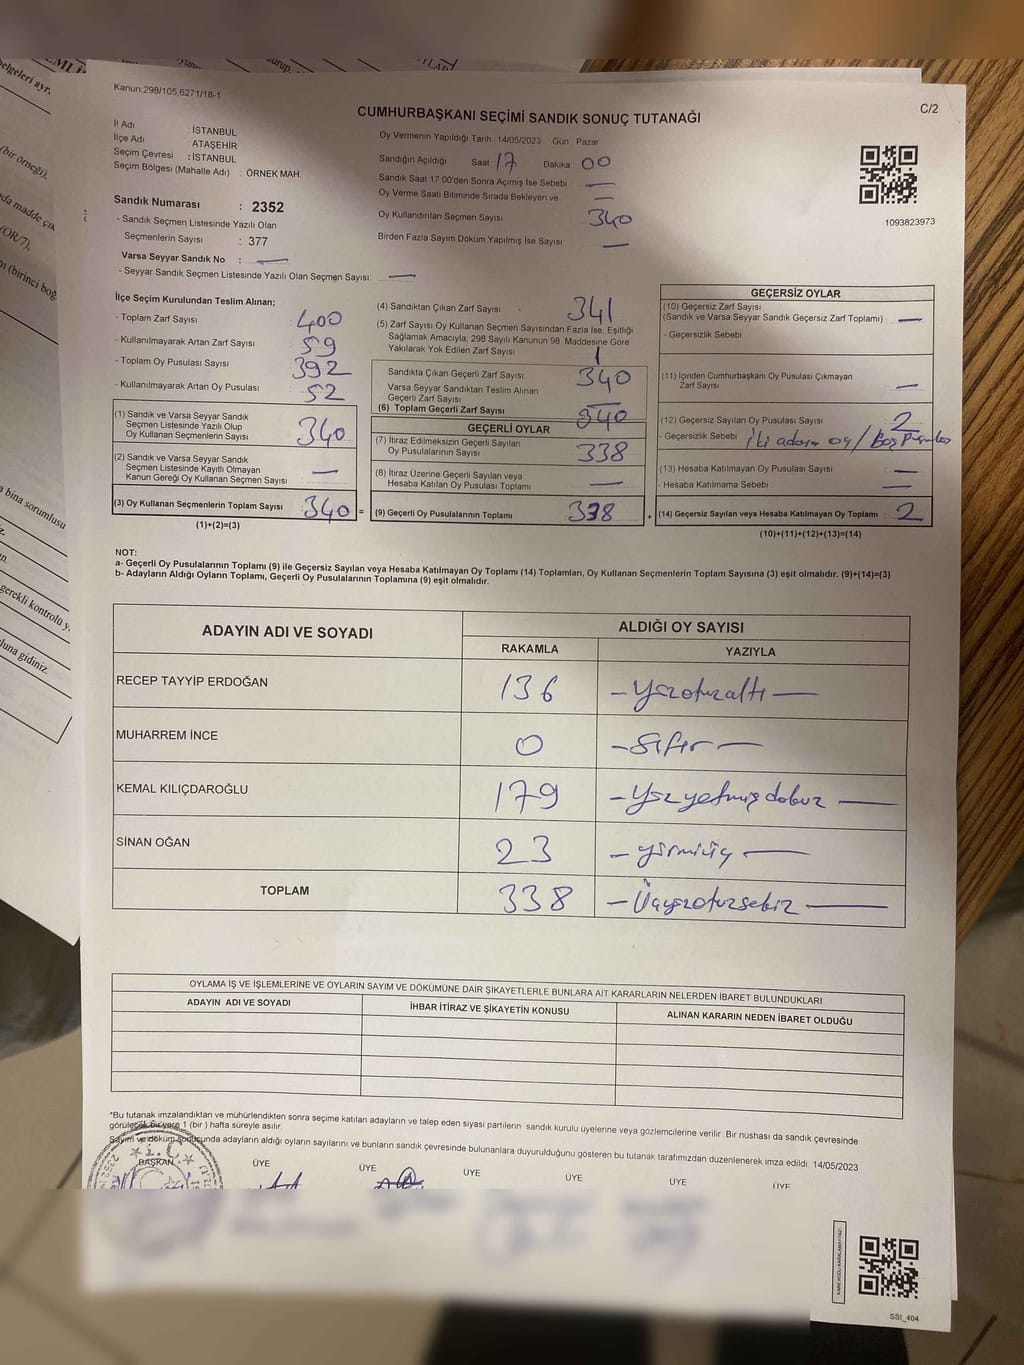 Kanun 298/105,6271/18-1
C/2
CUMHURBAŞKANI SEÇİMİ SANDIK SONUÇ TUTANAĞI
İl Adı : İSTANBUL
İlçe Adı : ATAŞEHİR
Seçim Çevresi : İSTANBUL
Seçim Bölgesi (Mahalle Adı) : ÖRNEK MAH.
Sandık Numarası : 2352
- Sandık Seçmen Listesinde Yazılı Olan
Seçmenlerin Sayısı : 377
Varsa Seyyar Sandık No : —
- Seyyar Sandık Seçmen Listesinde Yazılı Olan Seçmen Sayısı: —
Oy Vermenin Yapıldığı Tarih 14/05/2023 Gün Pazar
Sandığın Açıldığı Saat 17 Dakika 00
Sandık Saat 17:00'den Sonra Açımış İse Sebebi —
Oy Verme Saati Bitiminde Sırada Bekleyen ve —
Oy Kullandırılan Seçmen Sayısı 340
Birden Fazla Sayım Döküm Yapılmış İse Sayısı —
1093823973
İlçe Seçim Kurulundan Teslim Alınan;
- Toplam Zarf Sayısı 400
- Kullanılmayarak Artan Zarf Sayısı 59
- Toplam Oy Pusulası Sayısı 392
- Kullanılmayarak Artan Oy Pusulası 52
(1) Sandık ve Varsa Seyyar Sandık
Seçmen Listesinde Yazılı Olup
Oy Kullanan Seçmenlerin Sayısı 340
(2) Sandık ve Varsa Seyyar Sandık
Seçmen Listesinde Kayıtlı Olmayan
Kanun Gereği Oy Kullanan Seçmen Sayısı —
(3) Oy Kullanan Seçmenlerin Toplam Sayısı 340 =
(1)+(2)=(3)
(4) Sandıktan Çıkan Zarf Sayısı 341
(5) Zarf Sayısı Oy Kullanan Seçmen Sayısından Fazla İse, Eşitliği
Sağlamak Amacıyla, 298 Sayılı Kanunun 98. Maddesine Göre
Yakılarak Yok Edilen Zarf Sayısı 1
Sandıkta Çıkan Geçerli Zarf Sayısı 340
Varsa Seyyar Sandıktan Teslim Alınan
Geçerli Zarf Sayısı
(6) Toplam Geçerli Zarf Sayısı 340
GEÇERLİ OYLAR
(7) İtiraz Edilmeksizin Geçerli Sayılan
Oy Pusulalarının Sayısı 338
(8) İtiraz Üzerine Geçerli Sayılan veya
Hesaba Katılan Oy Pusulası Toplamı —
(9) Geçerli Oy Pusulalarının Toplamı 338 +
GEÇERSİZ OYLAR
(10) Geçersiz Zarf Sayısı
(Sandık ve Varsa Seyyar Sandık Geçersiz Zarf Toplamı) —
- Geçersizlik Sebebi
(11) İçinden Cumhurbaşkanı Oy Pusulası Çıkmayan
Zarf Sayısı —
(12) Geçersiz Sayılan Oy Pusulası Sayısı 2
- Geçersizlik Sebebi İki adaya oy / Boş Pusula
(13) Hesaba Katılmayan Oy Pusulası Sayısı —
- Hesaba Katılmama Sebebi —
(14) Geçersiz Sayılan veya Hesaba Katılmayan Oy Toplamı : 2
(10)+(11)+(12)+(13)=(14)
NOT:
a- Geçerli Oy Pusulalarının Toplamı (9) ile Geçersiz Sayılan veya Hesaba Katılmayan Oy Toplamı (14) Toplamları, Oy Kullanan Seçmenlerin Toplam Sayısına (3) eşit olmalıdır. (9)+(14)=(3)
b- Adayların Aldığı Oyların Toplamı, Geçerli Oy Pusulalarının Toplamına (9) eşit olmalıdır.
ADAYIN ADI VE SOYADI
ALDIĞI OY SAYISI
RAKAMLA YAZIYLA
RECEP TAYYİP ERDOĞAN 136 — Yüzotuzaltı —
MUHARREM İNCE 0 — Sıfır —
KEMAL KILIÇDAROĞLU 179 — Yüzyetmişdokuz —
SİNAN OĞAN 23 — yirmiüç —
TOPLAM 338 — Üçyüzotuzsekiz —
OYLAMA İŞ VE İŞLEMLERİNE VE OYLARIN SAYIM VE DÖKÜMÜNE DAİR ŞİKAYETLERLE BUNLARA AİT KARARLARIN NELERDEN İBARET BULUNDUKLARI
ADAYIN ADI VE SOYADI İHBAR İTİRAZ VE ŞİKAYETİN KONUSU ALINAN KARARIN NEDEN İBARET OLDUĞU
*Bu tutanak imzalandıktan ve mühürlendikten sonra seçime katılan adayların ve talep eden siyasi partilerin sandık kurulu üyelerine veya gözlemcilerine verilir. Bir nushası da sandık çevresinde
görülebilir bir yere 1 (bir ) hafta süreyle asılır.
Sayım ve döküm sonucunda adayların aldığı oyların sayılarını ve bunların sandık çevresinde bulunanlara duyurulduğunu gösteren bu tutanak tarafımızdan düzenlenerek imza edildi. 14/05/2023
T.C.
BAŞKAN ÜYE ÜYE ÜYE ÜYE ÜYE ÜYE
SSI_404
belgeleri ayr.
(bir örneği),
da madde çık
(OR/7),
ı (birinci boğ
a bina sorumlusu
gerekli kontrolü y.
luna gidiniz.